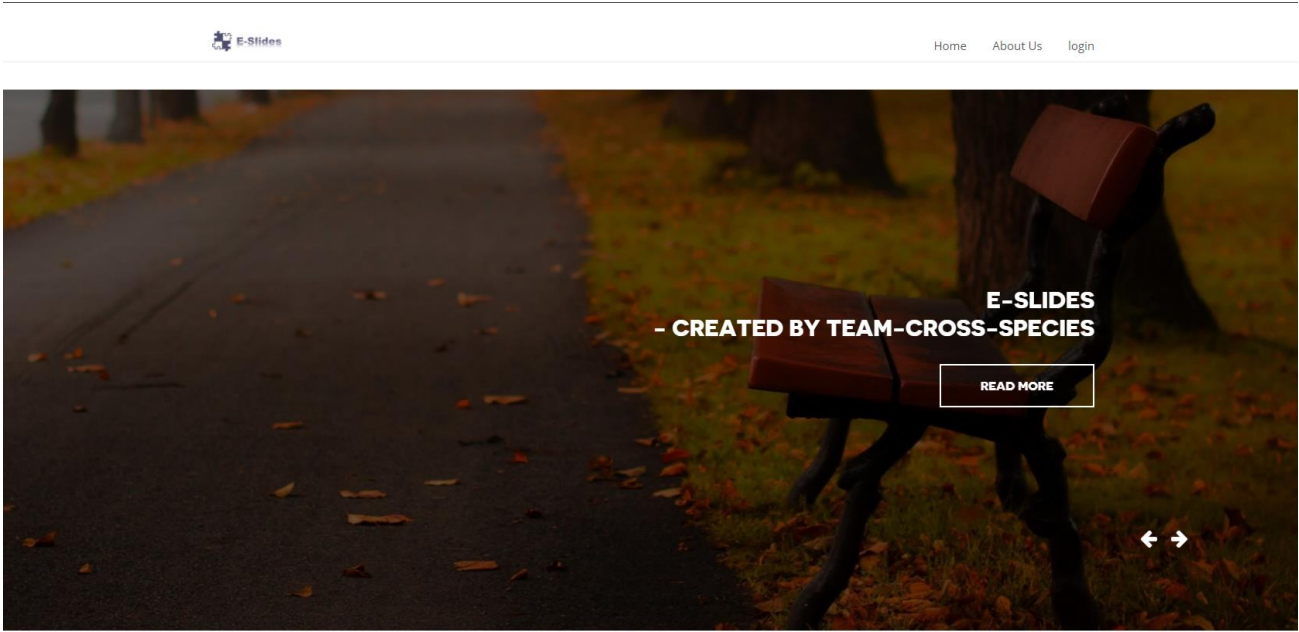 E-Slides
Home About Us login
E-SLIDES
- CREATED BY TEAM-CROSS-SPECIES
READ MORE